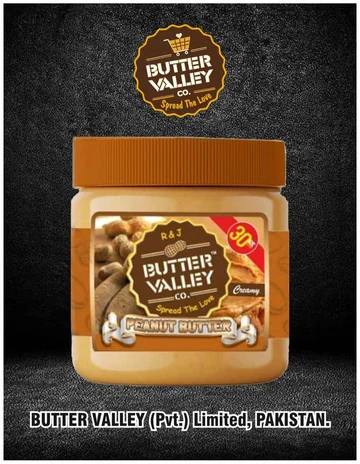 BUTTER
VALLEY
CO.
Spread The Love
R & J
30%
BUTTER™
VALLEY
CO.
Creamy
Spread The Love
PEANUT BUTTER
BUTTER VALLEY (Pvt.) Limited, PAKISTAN.